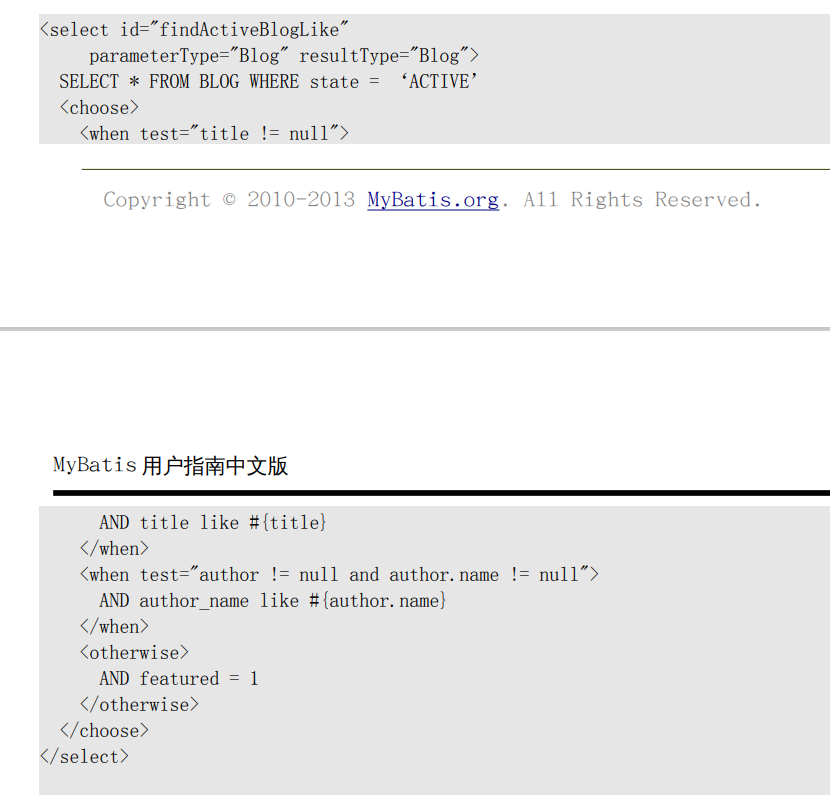 <select id="findActiveBlogLike"
parameterType="Blog" resultType="Blog">
SELECT * FROM BLOG WHERE state = ‘ACTIVE’
<choose>
<when test="title != null">
Copyright © 2010-2013 MyBatis.org. All Rights Reserved.
MyBatis 用户指南中文版
AND title like #{title}
</when>
<when test="author != null and author.name != null">
AND author_name like #{author.name}
</when>
<otherwise>
AND featured = 1
</otherwise>
</choose>
</select>